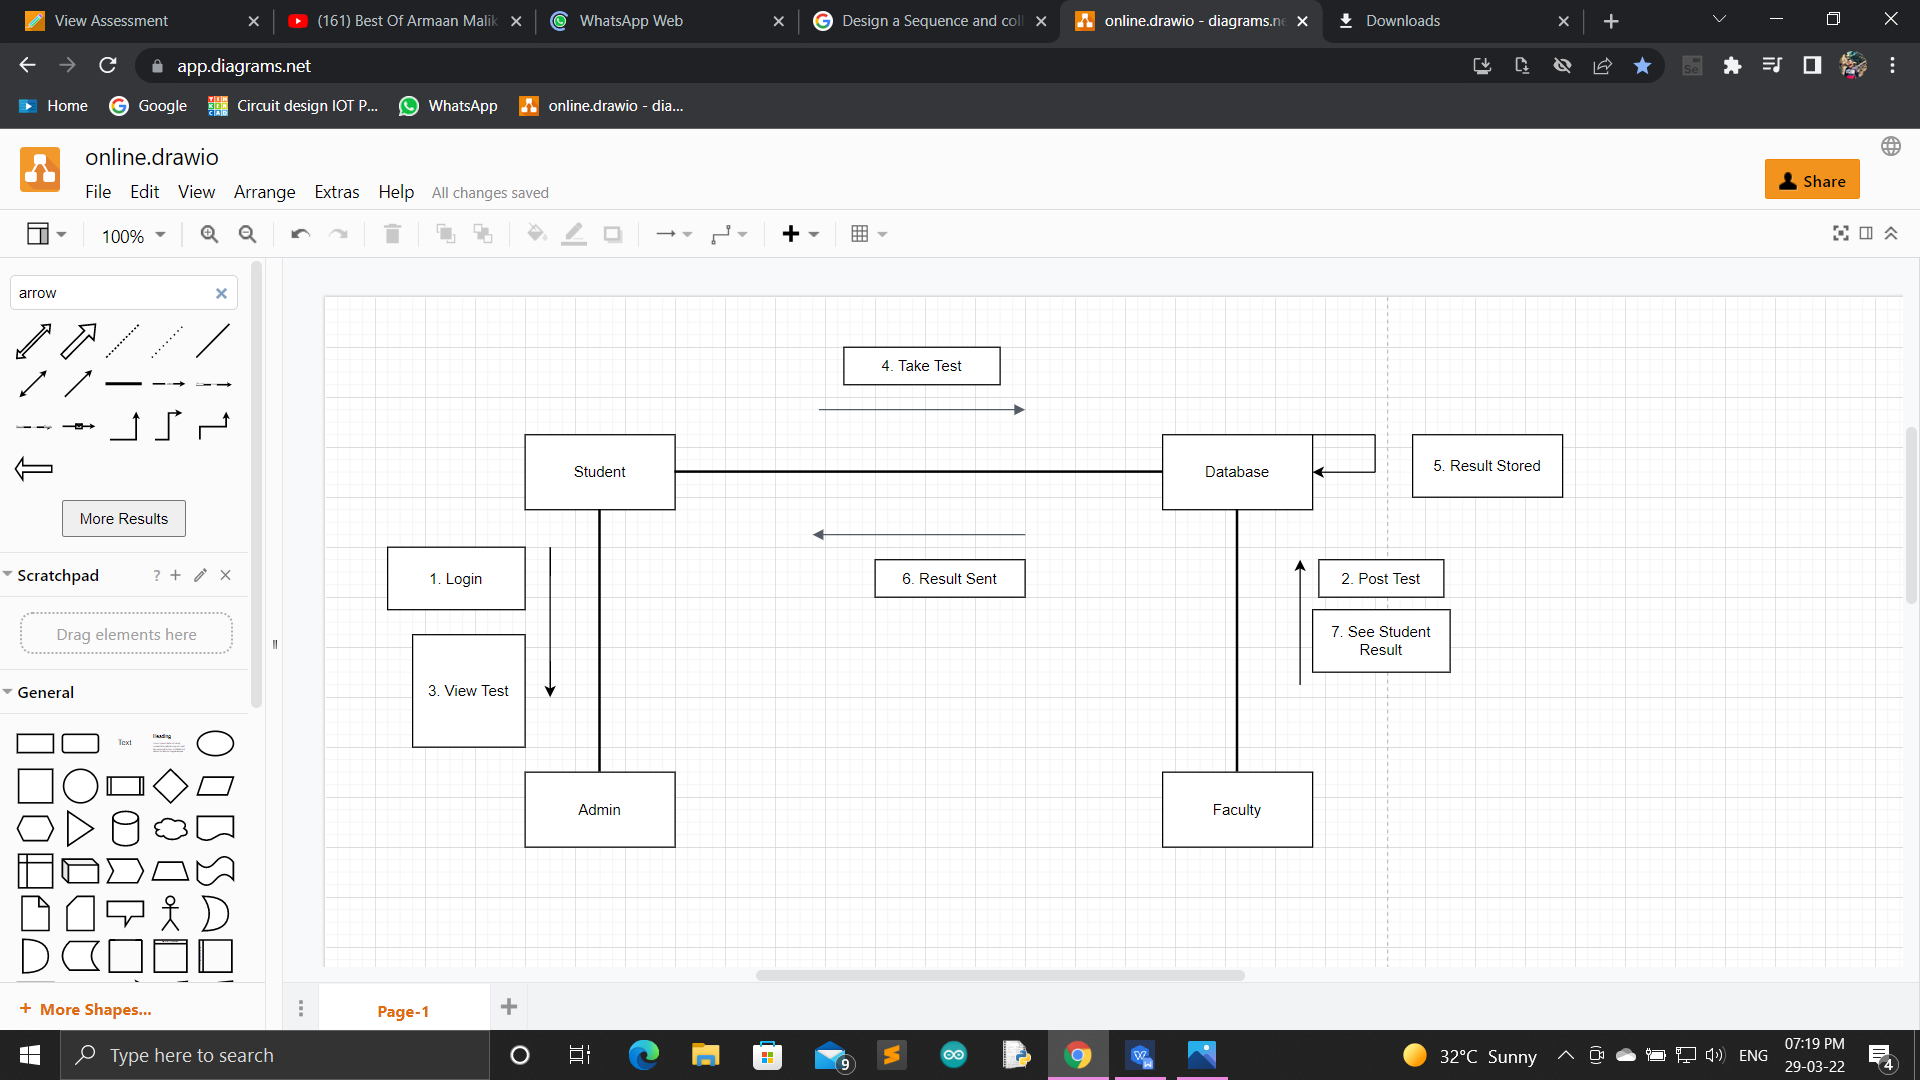 View Assessment
(161) Best Of Armaan Malik
WhatsApp Web
Design a Sequence and coll
online.drawio - diagrams.ne
Downloads
app.diagrams.net
Home
Google
Circuit design IOT P...
WhatsApp
online.drawio - dia...
online.drawio
File Edit View Arrange Extras Help All changes saved
Share
100%
arrow
More Results
Scratchpad
?
Drag elements here
General
Text
Heading
More Shapes...
4. Take Test
Student
Database
5. Result Stored
1. Login
6. Result Sent
2. Post Test
7. See Student
Result
3. View Test
Admin
Faculty
Page-1
Type here to search
9
32°C Sunny
ENG
07:19 PM
29-03-22
4